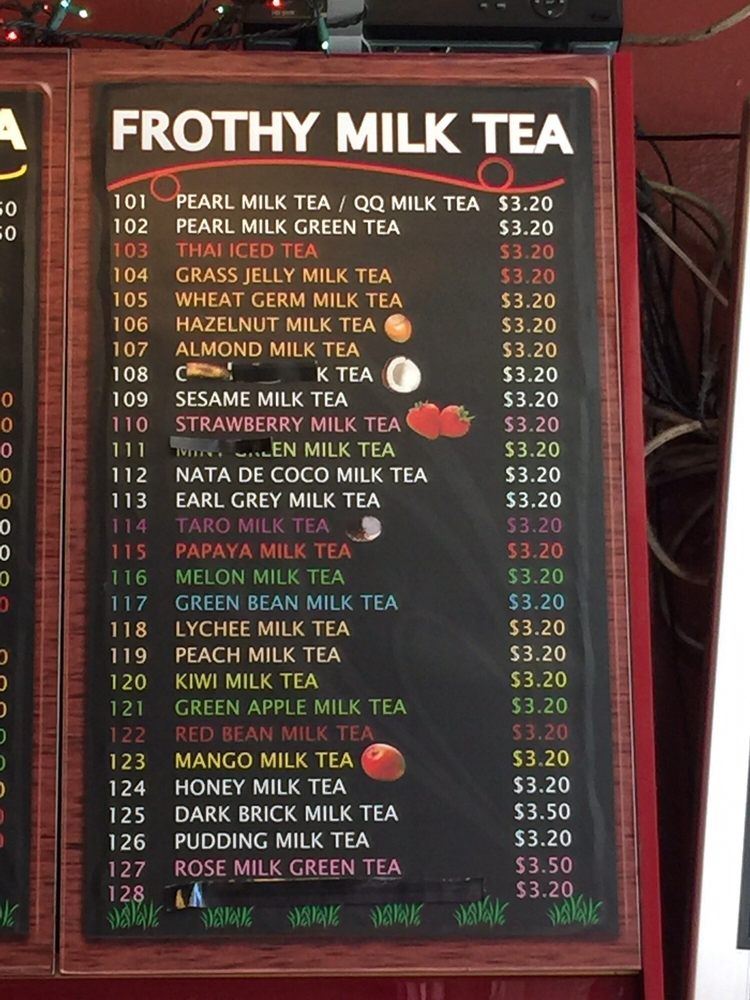 A
FROTHY MILK TEA
101 PEARL MILK TEA / QQ MILK TEA $3.20
102 PEARL MILK GREEN TEA $3.20
103 THAI ICED TEA $3.20
104 GRASS JELLY MILK TEA $3.20
105 WHEAT GERM MILK TEA $3.20
106 HAZELNUT MILK TEA $3.20
107 ALMOND MILK TEA $3.20
108 C K TEA $3.20
109 SESAME MILK TEA $3.20
110 STRAWBERRY MILK TEA $3.20
111 MINT GREEN MILK TEA $3.20
112 NATA DE COCO MILK TEA $3.20
113 EARL GREY MILK TEA $3.20
114 TARO MILK TEA $3.20
115 PAPAYA MILK TEA $3.20
116 MELON MILK TEA $3.20
117 GREEN BEAN MILK TEA $3.20
118 LYCHEE MILK TEA $3.20
119 PEACH MILK TEA $3.20
120 KIWI MILK TEA $3.20
121 GREEN APPLE MILK TEA $3.20
122 RED BEAN MILK TEA $3.20
123 MANGO MILK TEA $3.20
124 HONEY MILK TEA $3.20
125 DARK BRICK MILK TEA $3.50
126 PUDDING MILK TEA $3.20
127 ROSE MILK GREEN TEA $3.50
128 $3.20